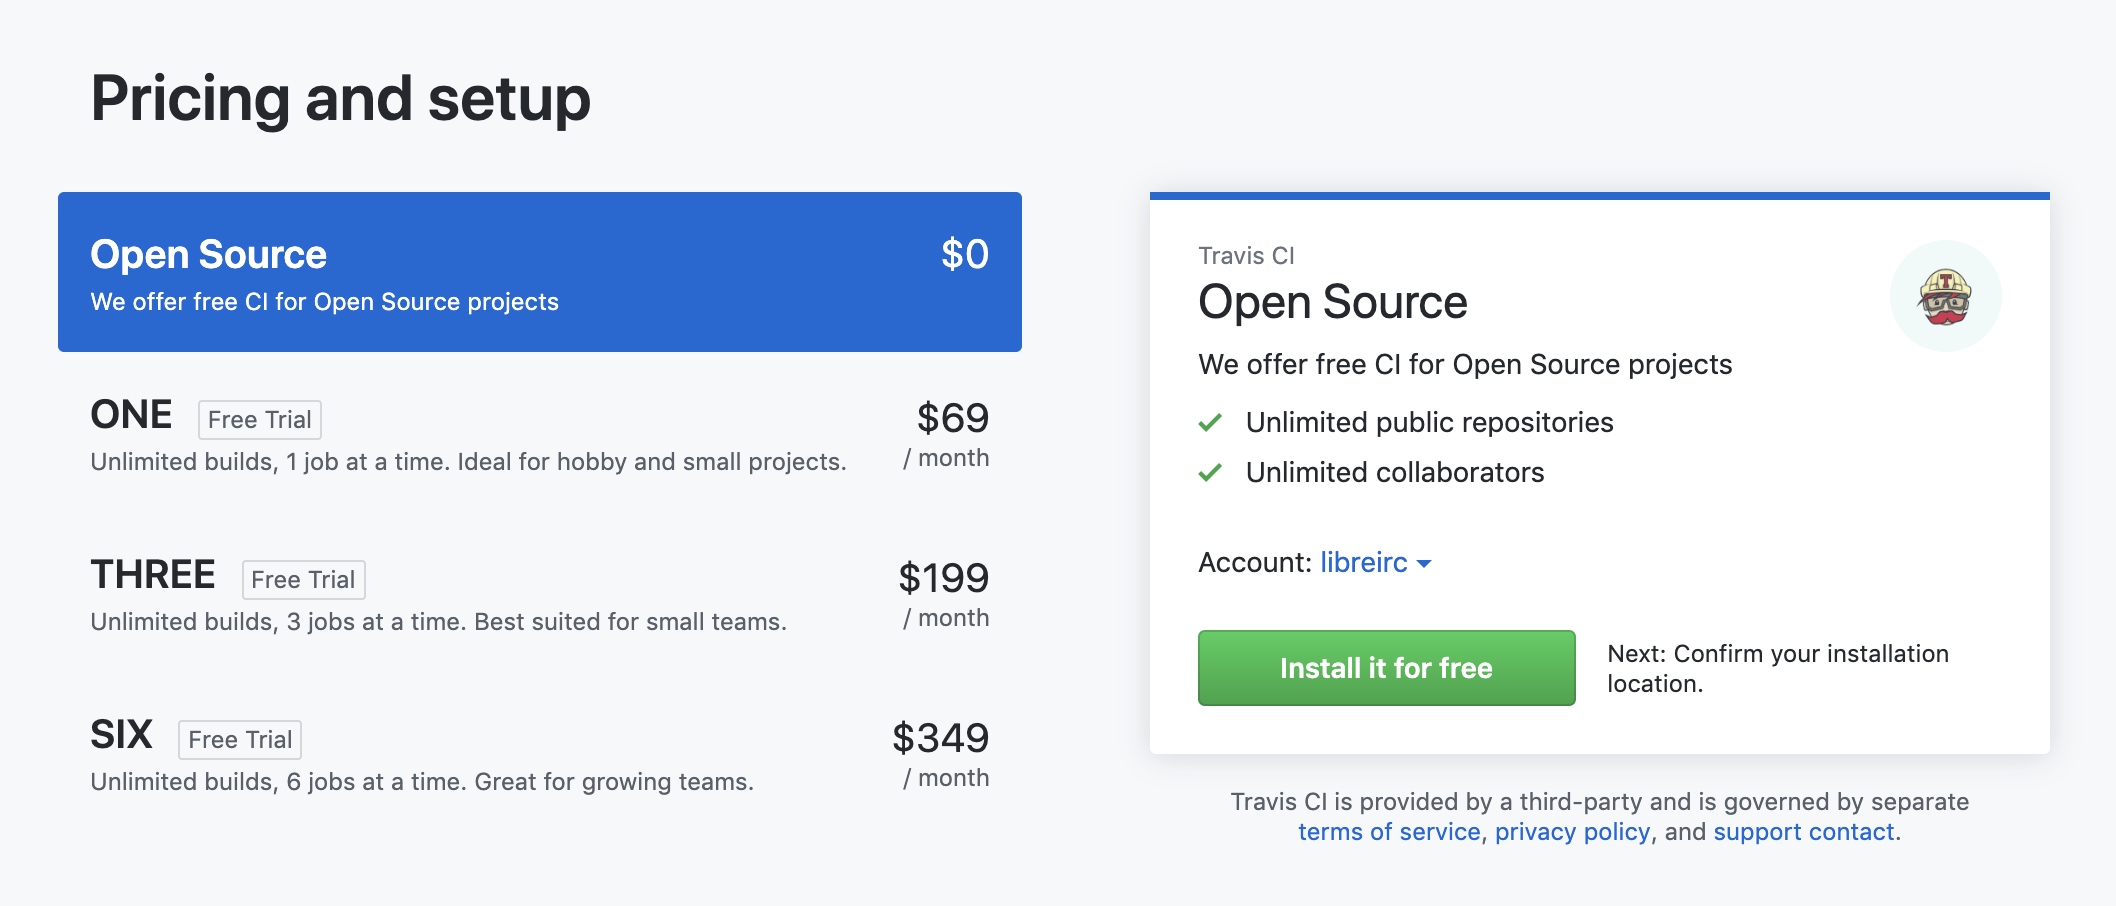 Pricing and setup
Open Source $0
We offer free CI for Open Source projects
ONE Free Trial $69
Unlimited builds, 1 job at a time. Ideal for hobby and small projects. / month
THREE Free Trial $199
Unlimited builds, 3 jobs at a time. Best suited for small teams. / month
SIX Free Trial $349
Unlimited builds, 6 jobs at a time. Great for growing teams. / month
Travis CI
Open Source
We offer free CI for Open Source projects
Unlimited public repositories
Unlimited collaborators
Account: libreirc
Install it for free
Next: Confirm your installation
location.
Travis CI is provided by a third-party and is governed by separate
terms of service, privacy policy, and support contact.
T